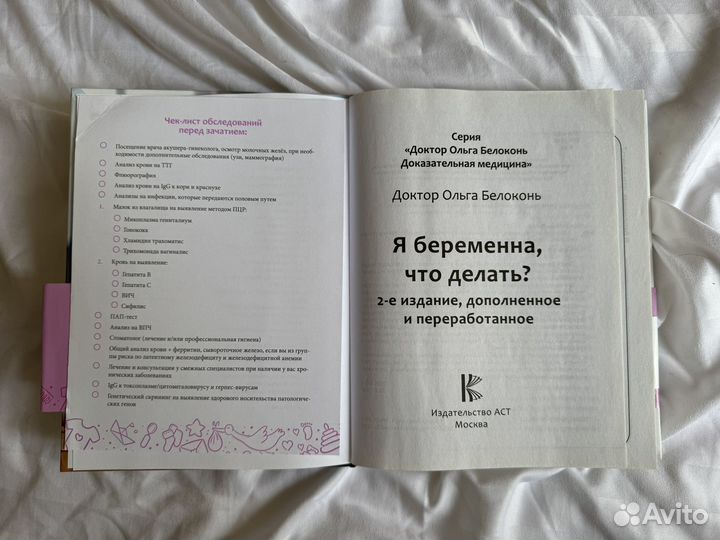 Чек-лист обследований
перед зачатием:
Посещение врача акушера-гинеколога, осмотр молочных желёз, при необ-
ходимости дополнительные обследования (узи, маммография)
Анализ крови на ТТГ
Флюорография
Анализ крови на IgG к кори и краснухе
Анализы на инфекции, которые передаются половым путем
1. Мазок из влагалища на выявление методом ПЦР:
Микоплазма гениталиум
Гонококк
Хламидии трахоматис
Трихомонада вагиналис
2. Кровь на выявление:
Гепатита В
Гепатита С
ВИЧ
Сифилис
ПАП-тест
Анализ на ВПЧ
Стоматолог (лечение и/или профессиональная гигиена)
Общий анализ крови + ферритин, сывороточное железо, если вы из груп-
пы риска по латентному железодефициту и железодефицитной анемии
Лечение и консультация у смежных специалистов при наличии у вас хро-
нических заболеваний
IgG к токсоплазме/цитомегаловирусу и герпес-вирусам
Генетический скрининг на выявление здорового носительства патологиче-
ских генов
Серия
«Доктор Ольга Белоконь
Доказательная медицина»
Доктор Ольга Белоконь
Я беременна,
что делать?
2-е издание, дополненное
и переработанное
Издательство АСТ
Москва
Avito